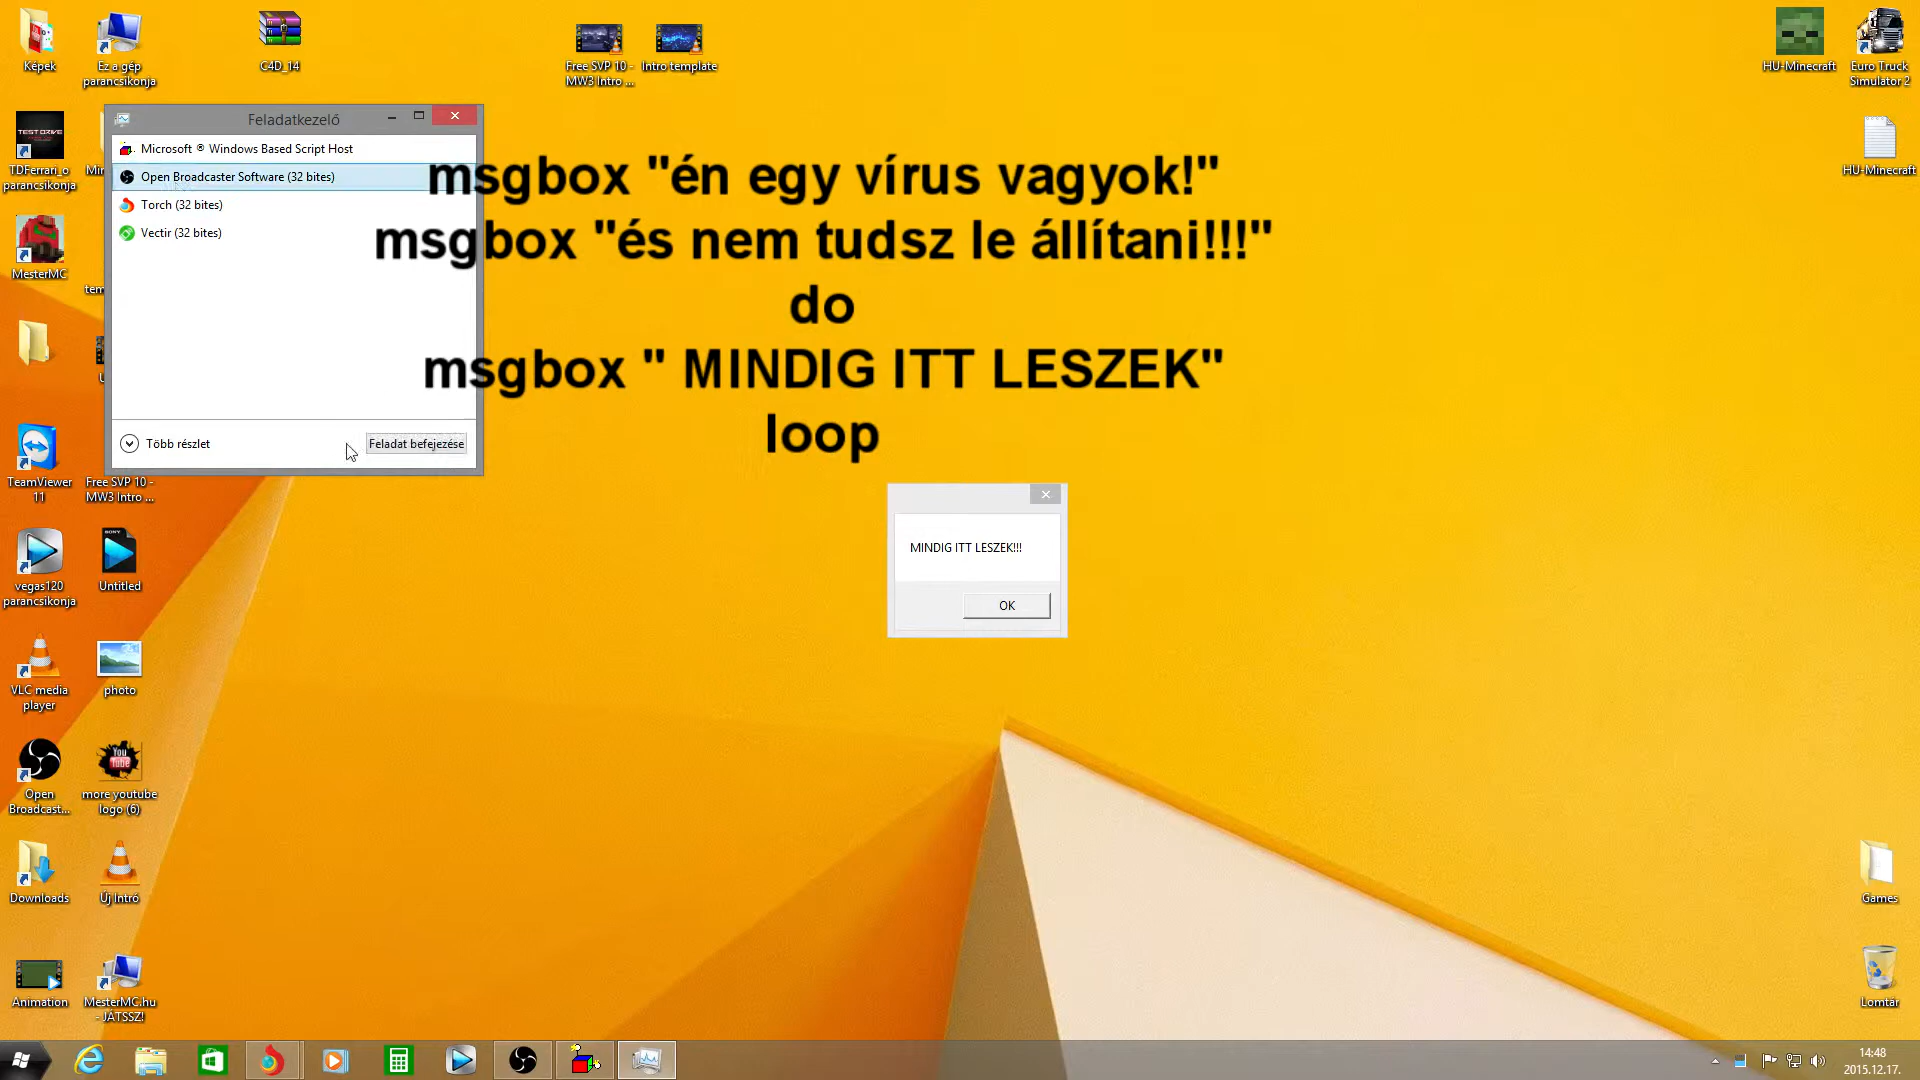 Képek
Ez a gép
parancsikonja
C4D_14
Free SVP 10 -
MW3 Intro ...
Intro template
HU-Minecraft
Euro Truck
Simulator 2
TEST DRIVE
TDFerrari_o
parancsikonja
HU-Minecraft
Feladatkezelő
Microsoft ® Windows Based Script Host
Open Broadcaster Software (32 bites)
Torch (32 bites)
Vectir (32 bites)
Több részlet
Feladat befejezése
msgbox "én egy vírus vagyok!"
msgbox "és nem tudsz le állítani!!!"
do
msgbox " MINDIG ITT LESZEK"
loop
MesterMC
MINDIG ITT LESZEK!!!
OK
TeamViewer
11
Free SVP 10 -
MW3 Intro ...
vegas120
parancsikonja
SONY
Untitled
VLC media
player
photo
Open
Broadcast...
You
Tube
more youtube
logo (6)
Downloads
Új Intró
Games
Animation
MesterMC.hu
- JÁTSSZ!
Lomtár
14:48
2015.12.17.